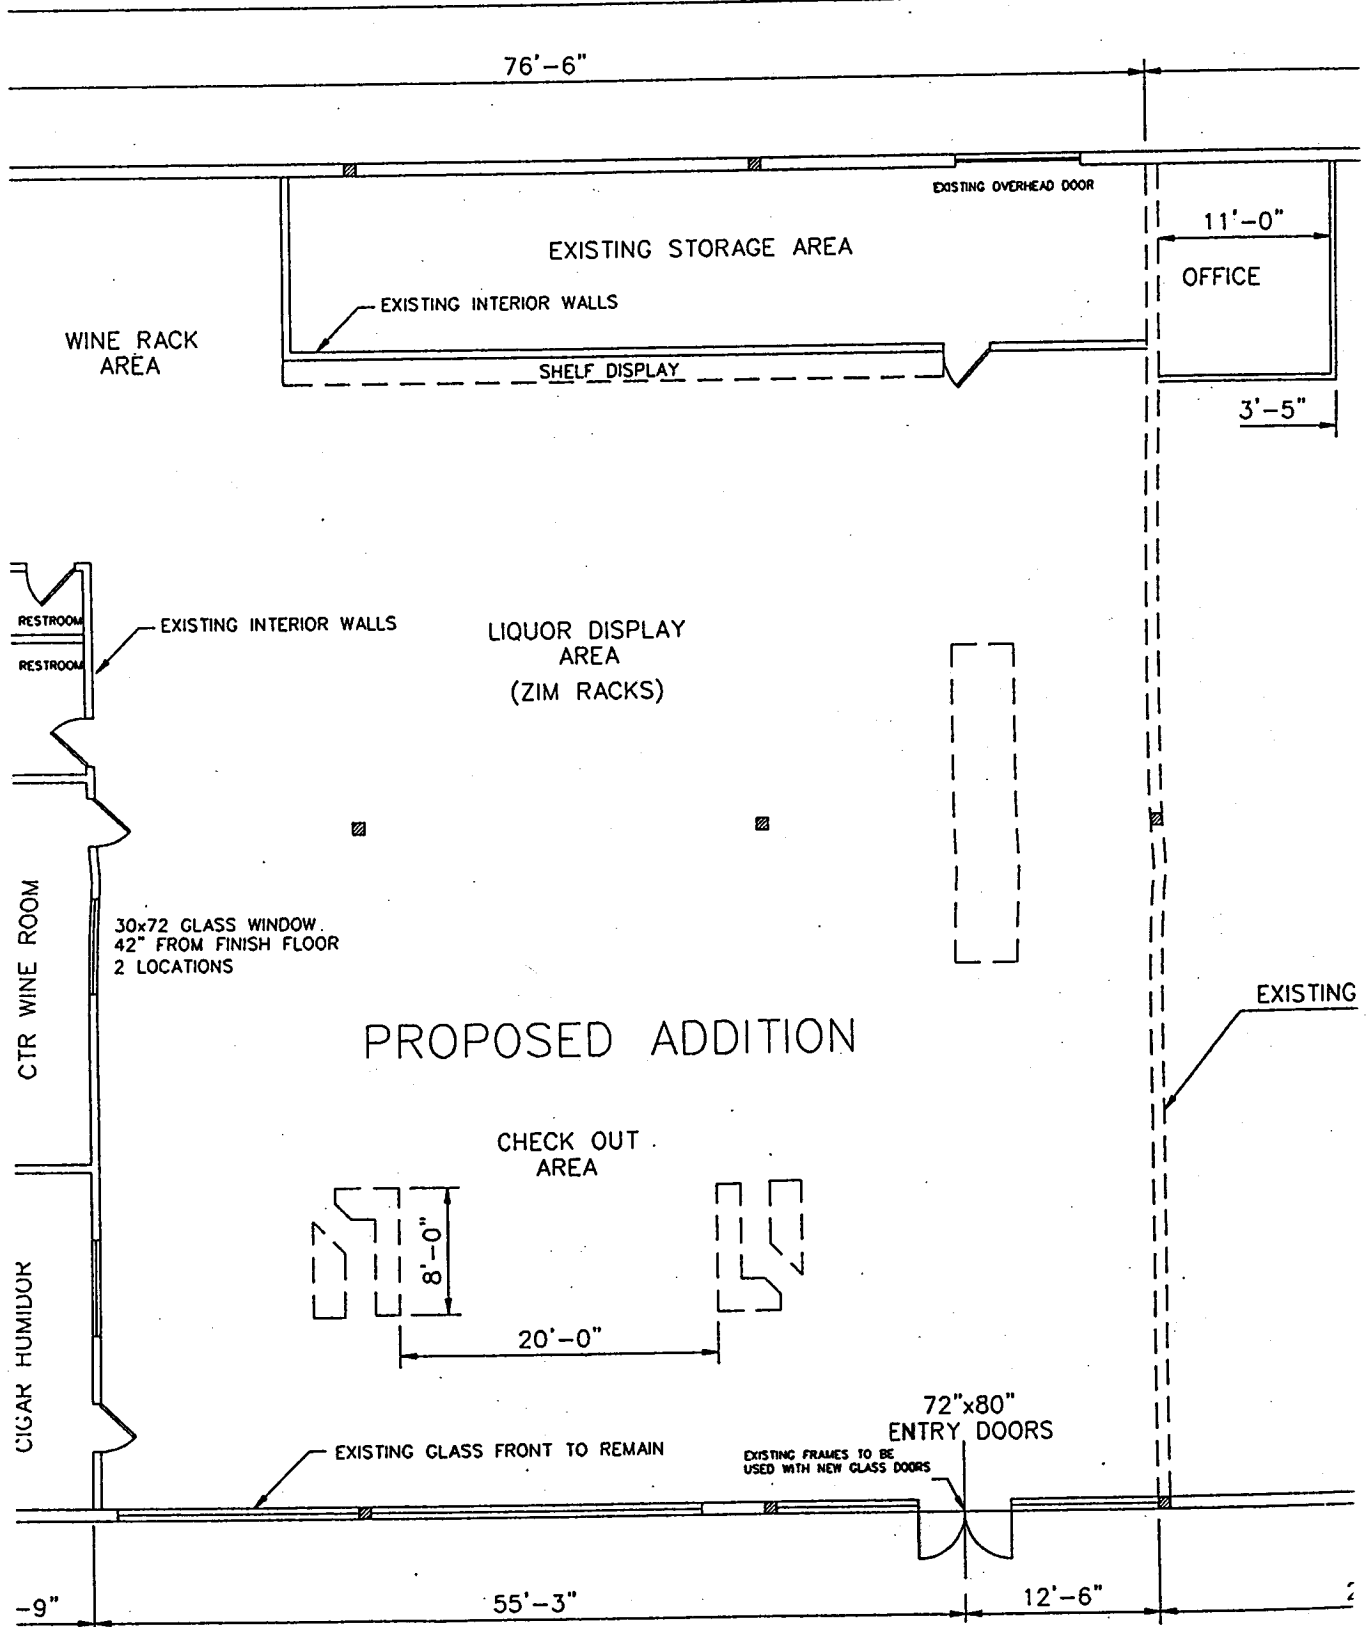 76'-6"
EXISTING OVERHEAD DOOR
11'-0"
EXISTING STORAGE AREA
OFFICE
EXISTING INTERIOR WALLS
WINE RACK
AREA
SHELF DISPLAY
3'-5"
RESTROOM
EXISTING INTERIOR WALLS
LIQUOR DISPLAY
AREA
RESTROOM
(ZIM RACKS)
CTR WINE ROOM
30x72 GLASS WINDOW.
42" FROM FINISH FLOOR
2 LOCATIONS
EXISTING
PROPOSED ADDITION
CHECK OUT
AREA
8'-0"
20'-0"
CIGAR HUMIDOR
72"x80"
ENTRY DOORS
EXISTING GLASS FRONT TO REMAIN
EXISTING FRAMES TO BE
USED WITH NEW GLASS DOORS
-9"
55'-3"
12'-6"